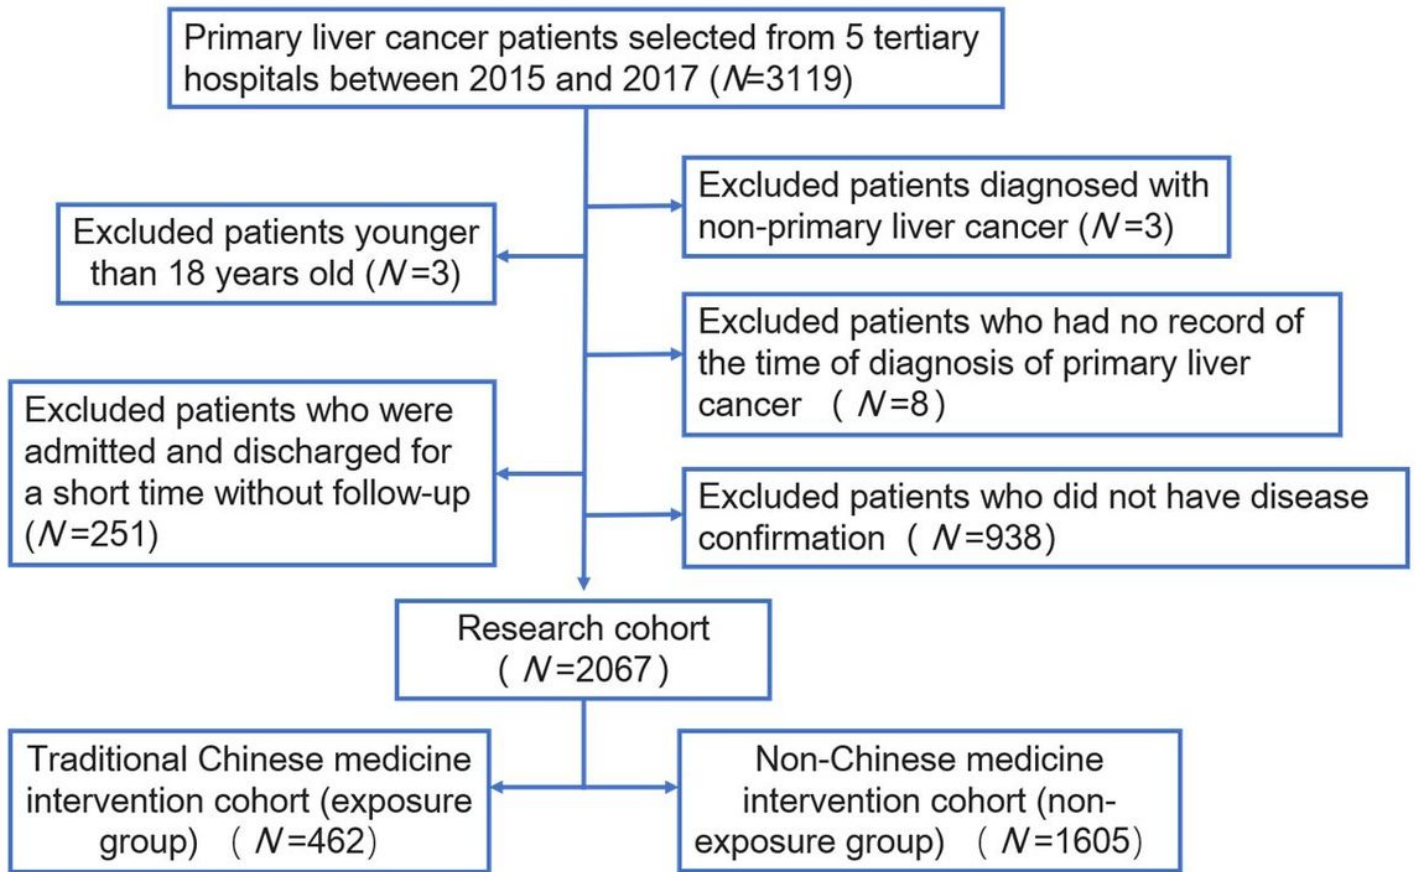 Primary liver cancer patients selected from 5 tertiary
hospitals between 2015 and 2017 (N=3119)
Excluded patients diagnosed with
non-primary liver cancer (N=3)
Excluded patients younger
than 18 years old (N=3)
Excluded patients who had no record of
the time of diagnosis of primary liver
cancer ( N=8)
Excluded patients who were
admitted and discharged for
a short time without follow-up
(N=251)
Excluded patients who did not have disease
confirmation ( N=938)
Research cohort
( N=2067)
Traditional Chinese medicine
intervention cohort (exposure
group) ( N=462)
Non-Chinese medicine
intervention cohort (non-
exposure group) ( N=1605)